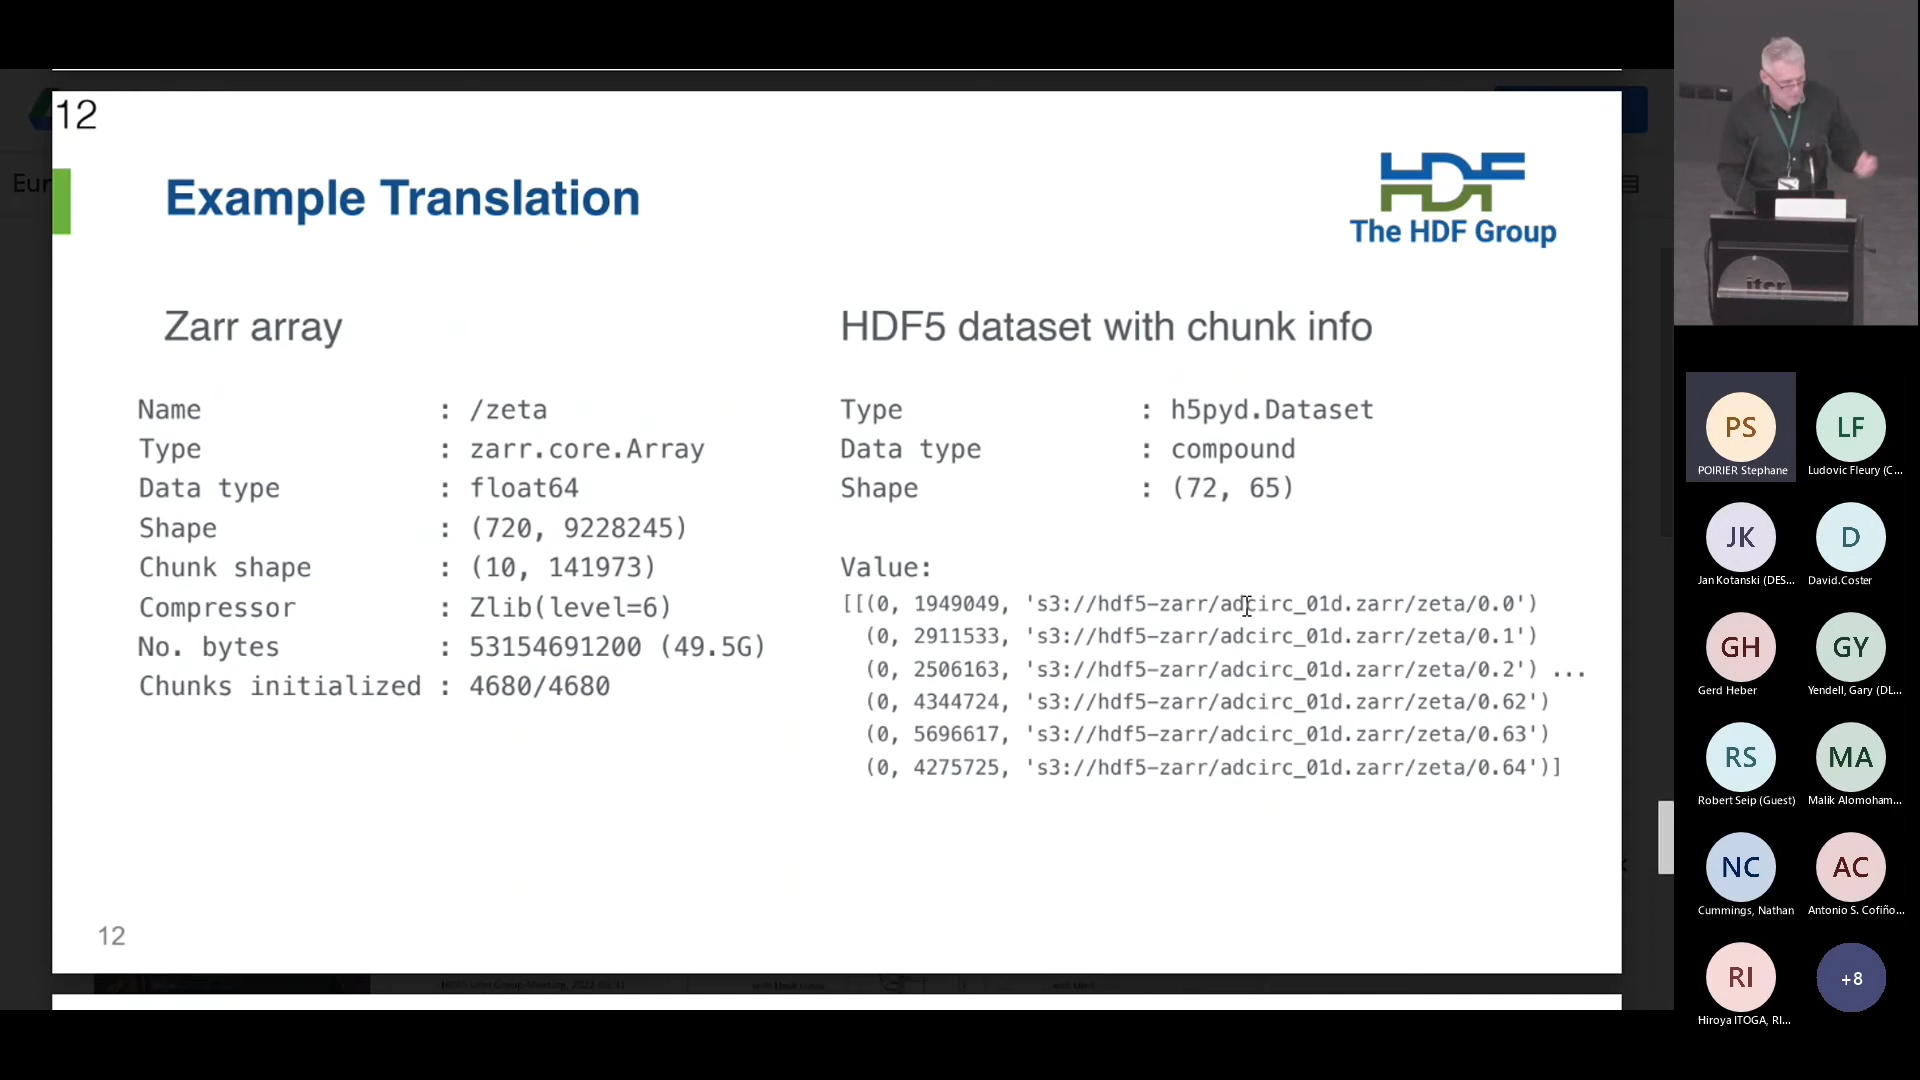 12
Eur
Example Translation
HDF
The HDF Group
Zarr array
Name : /zeta
Type : zarr.core.Array
Data type : float64
Shape : (720, 9228245)
Chunk shape : (10, 141973)
Compressor : Zlib(level=6)
No. bytes : 53154691200 (49.5G)
Chunks initialized : 4680/4680
HDF5 dataset with chunk info
Type : h5pyd.Dataset
Data type : compound
Shape : (72, 65)
Value:
[[(0, 1949049, 's3://hdf5-zarr/adcirc_01d.zarr/zeta/0.0')
(0, 2911533, 's3://hdf5-zarr/adcirc_01d.zarr/zeta/0.1')
(0, 2506163, 's3://hdf5-zarr/adcirc_01d.zarr/zeta/0.2') ...
(0, 4344724, 's3://hdf5-zarr/adcirc_01d.zarr/zeta/0.62')
(0, 5696617, 's3://hdf5-zarr/adcirc_01d.zarr/zeta/0.63')
(0, 4275725, 's3://hdf5-zarr/adcirc_01d.zarr/zeta/0.64')]
12
iter
PS
POIRIER Stephane
LF
Ludovic Fleury (C...
JK
Jan Kotanski (DES...
D
David.Coster
GH
Gerd Heber
GY
Yendell, Gary (DL...
RS
Robert Seip (Guest)
MA
Malik Alomoham...
NC
Cummings, Nathan
AC
Antonio S. Cofiño...
RI
Hiroya ITOGA, RI...
+8